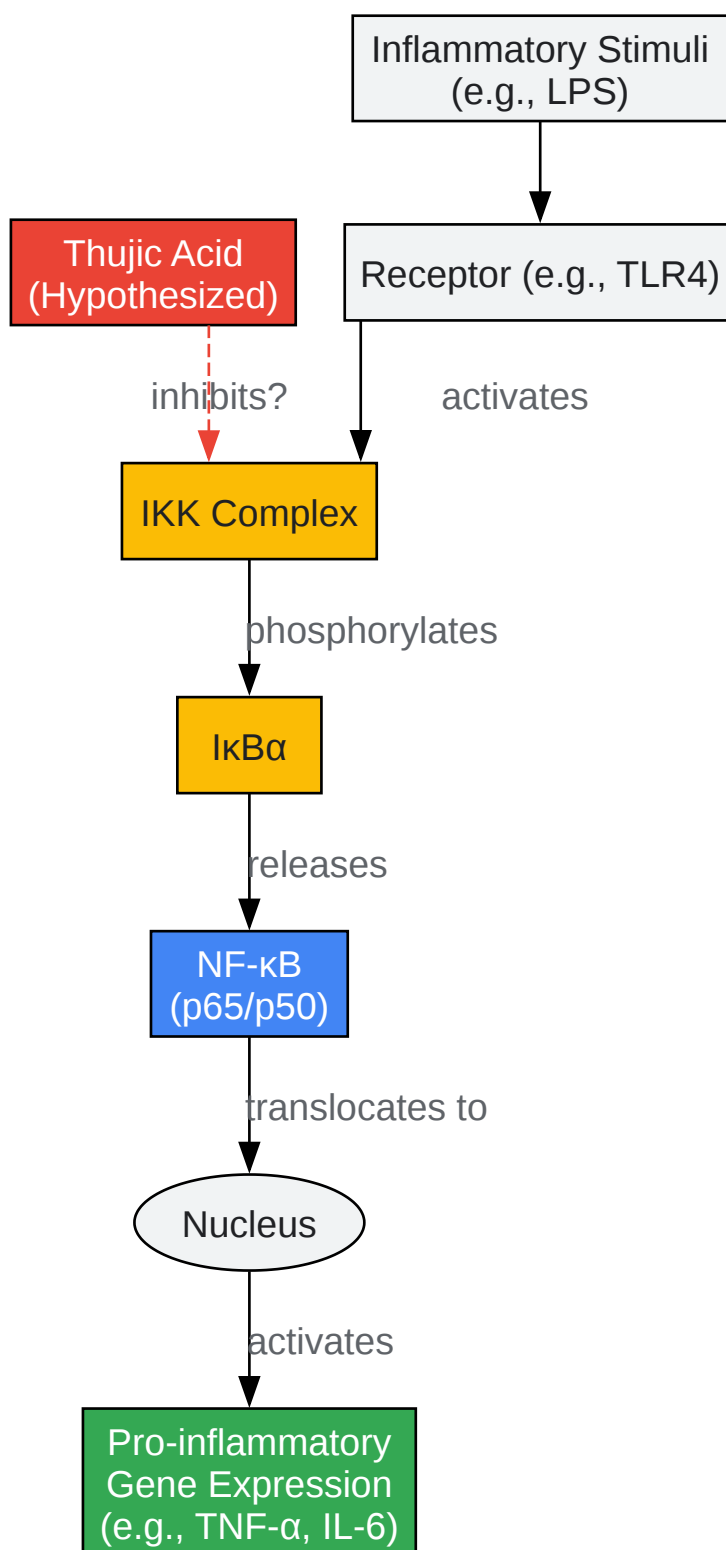 Inflammatory Stimuli
(e.g., LPS)
Thujic Acid
(Hypothesized)
Receptor (e.g., TLR4)
inhibits?
activates
IKK Complex
phosphorylates
IκBα
releases
NF-κB
(p65/p50)
translocates to
Nucleus
activates
Pro-inflammatory
Gene Expression
(e.g., TNF-α, IL-6)